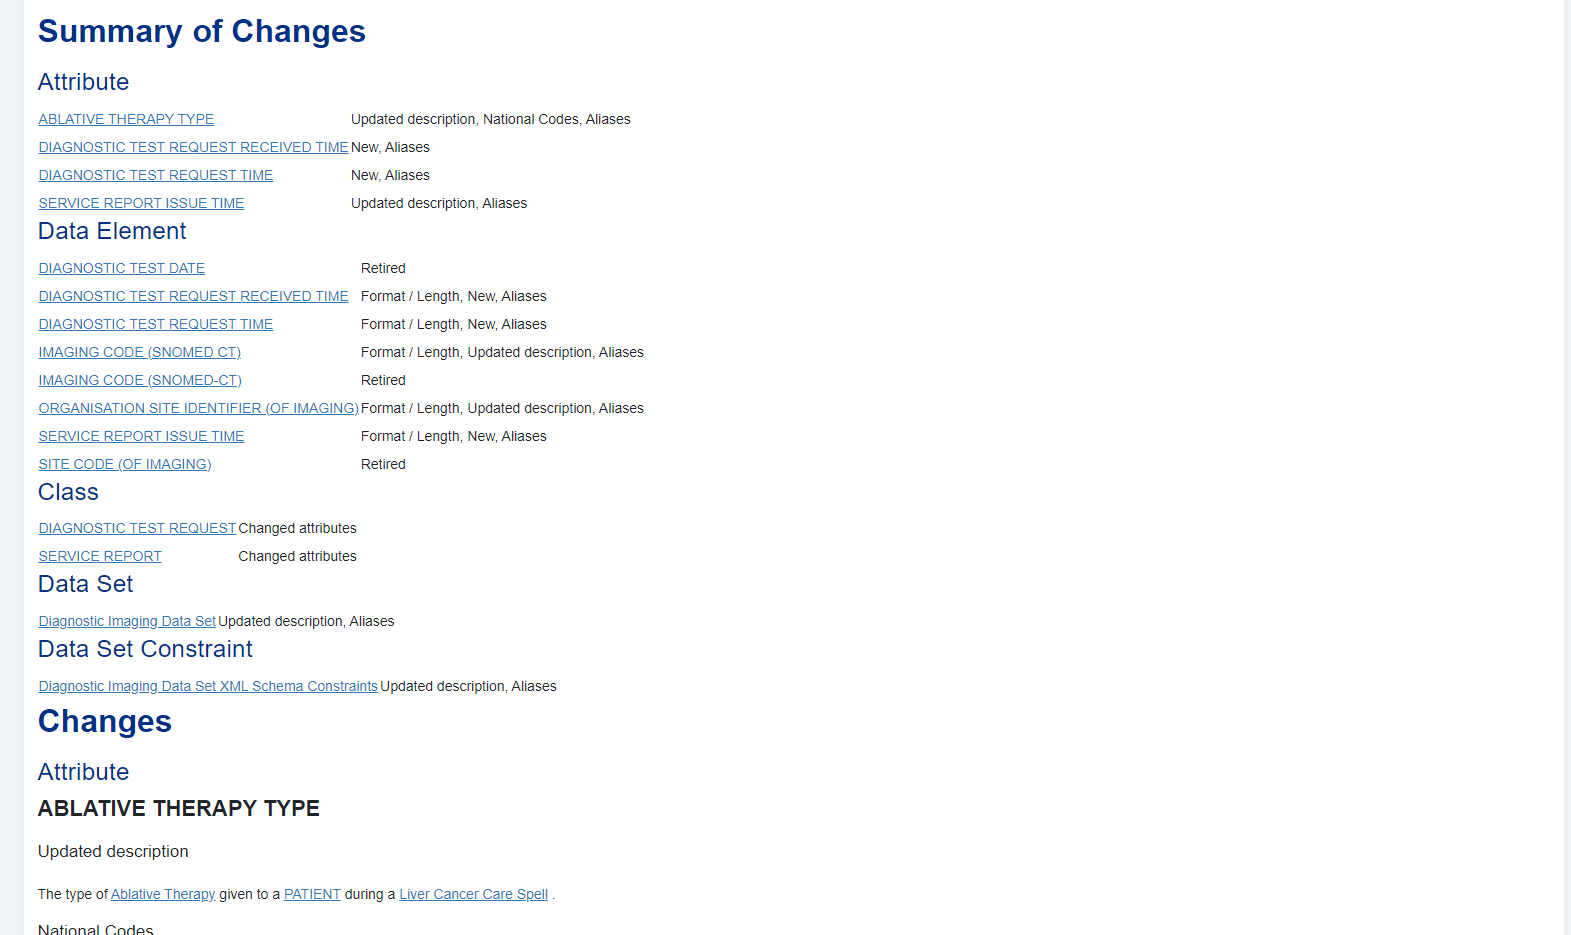 Summary of Changes
Attribute
ABLATIVE THERAPY TYPE Updated description, National Codes, Aliases
DIAGNOSTIC TEST REQUEST RECEIVED TIME New, Aliases
DIAGNOSTIC TEST REQUEST TIME New, Aliases
SERVICE REPORT ISSUE TIME Updated description, Aliases
Data Element
DIAGNOSTIC TEST DATE Retired
DIAGNOSTIC TEST REQUEST RECEIVED TIME Format / Length, New, Aliases
DIAGNOSTIC TEST REQUEST TIME Format / Length, New, Aliases
IMAGING CODE (SNOMED CT) Format / Length, Updated description, Aliases
IMAGING CODE (SNOMED-CT) Retired
ORGANISATION SITE IDENTIFIER (OF IMAGING) Format / Length, Updated description, Aliases
SERVICE REPORT ISSUE TIME Format / Length, New, Aliases
SITE CODE (OF IMAGING) Retired
Class
DIAGNOSTIC TEST REQUEST Changed attributes
SERVICE REPORT Changed attributes
Data Set
Diagnostic Imaging Data Set Updated description, Aliases
Data Set Constraint
Diagnostic Imaging Data Set XML Schema Constraints Updated description, Aliases
Changes
Attribute
ABLATIVE THERAPY TYPE
Updated description
The type of Ablative Therapy given to a PATIENT during a Liver Cancer Care Spell .
National Codes